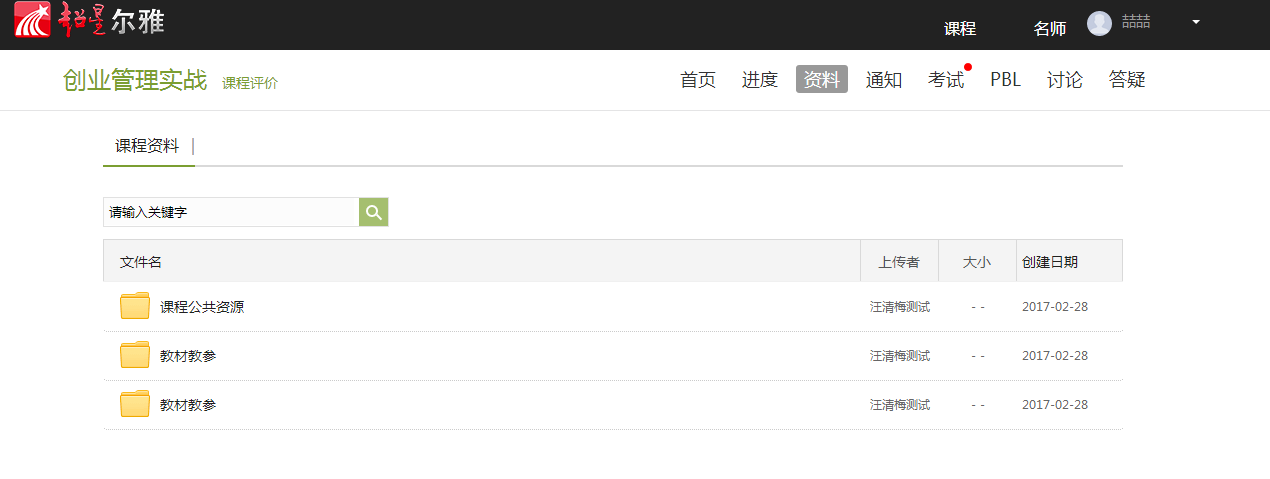 超星尔雅
课程 名师 喆喆
创业管理实战 课程评价
首页 进度 资料 通知 考试 PBL 讨论 答疑
课程资料 |
请输入关键字
文件名 上传者 大小 创建日期
课程公共资源 汪清梅测试 - - 2017-02-28
教材教参 汪清梅测试 - - 2017-02-28
教材教参 汪清梅测试 - - 2017-02-28